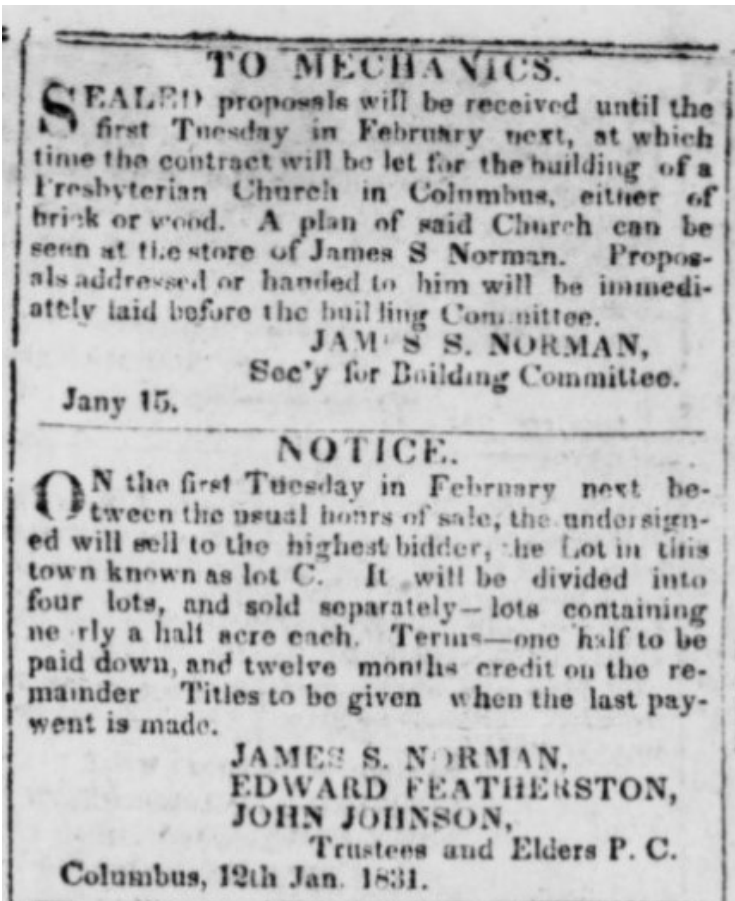 TO MECHANICS.
SEALED proposals will be received until the
first Tuesday in February next, at which
time the contract will be let for the building of a
Presbyterian Church in Columbus, either of
brick or wood. A plan of said Church can be
seen at the store of James S Norman. Propos-
als addressed or handed to him will be immedi-
ately laid before the building Committee.
JAMES S. NORMAN,
Sec'y for Building Committee.
Jany 15.
NOTICE.
ON the first Tuesday in February next be-
tween the usual hours of sale, the undersign-
ed will sell to the highest bidder, the Lot in this
town known as lot C. It will be divided into
four lots, and sold separately—lots containing
nearly a half acre each. Terms—one half to be
paid down, and twelve months credit on the re-
mainder Titles to be given when the last pay-
went is made.
JAMES S. NORMAN,
EDWARD FEATHERSTON,
JOHN JOHNSON,
Trustees and Elders P. C.
Columbus, 12th Jan. 1831.